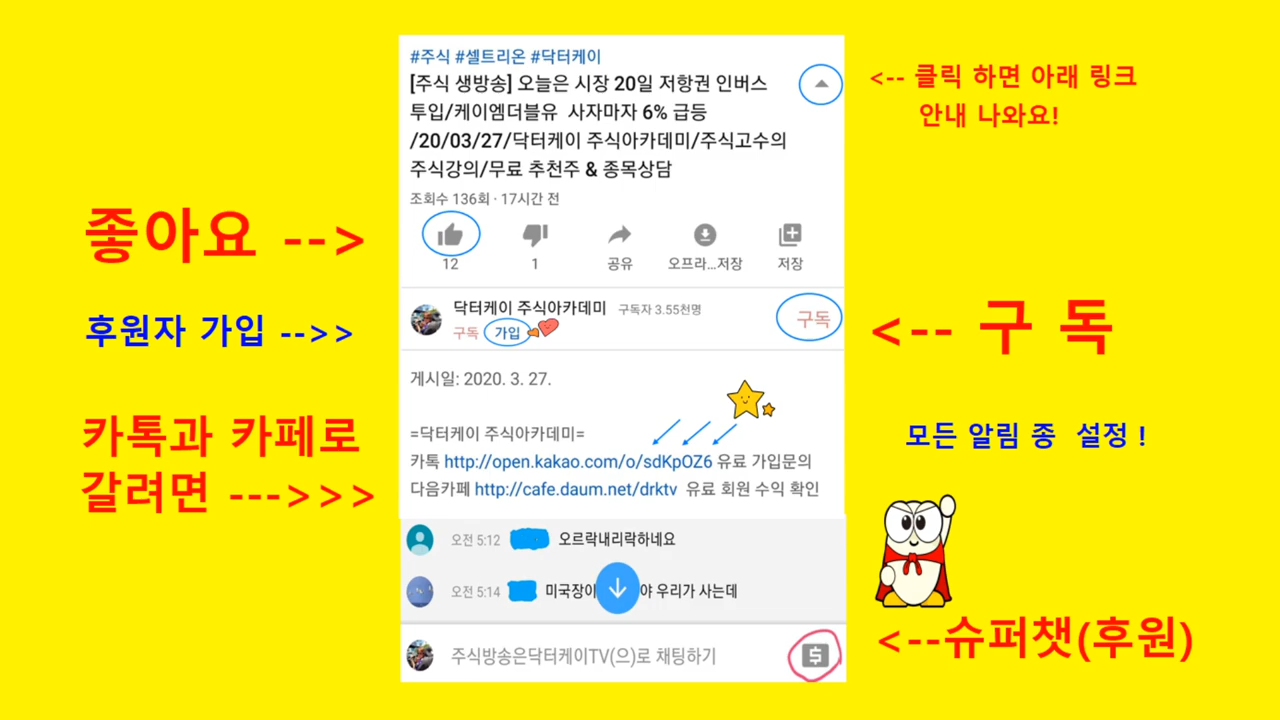 #주식 #셀트리온 #닥터케이
[주식 생방송] 오늘은 시장 20일 저항권 인버스
투입/케이엠더블유 사자마자 6% 급등
/20/03/27/닥터케이 주식아카데미/주식고수의
주식강의/무료 추천주 & 종목상담
조회수 136회 · 17시간 전
<-- 클릭 하면 아래 링크
안내 나와요!
좋아요 -->
12
1
공유
오프라...저장
저장
후원자 가입 -->>
닥터케이 주식아카데미 구독자 3.55천명
구독 가입
구독
<-- 구 독
게시일: 2020. 3. 27.
카톡과 카페로
갈려면 --->>>
=닥터케이 주식아카데미=
카톡 http://open.kakao.com/o/sdKpOZ6 유료 가입문의
다음카페 http://cafe.daum.net/drktv 유료 회원 수익 확인
모든 알림 종 설정 !
오전 5:12 오르락내리락하네요
오전 5:14 미국장이 야 우리가 사는데
주식방송은닥터케이TV(으)로 채팅하기
<--슈퍼챗(후원)